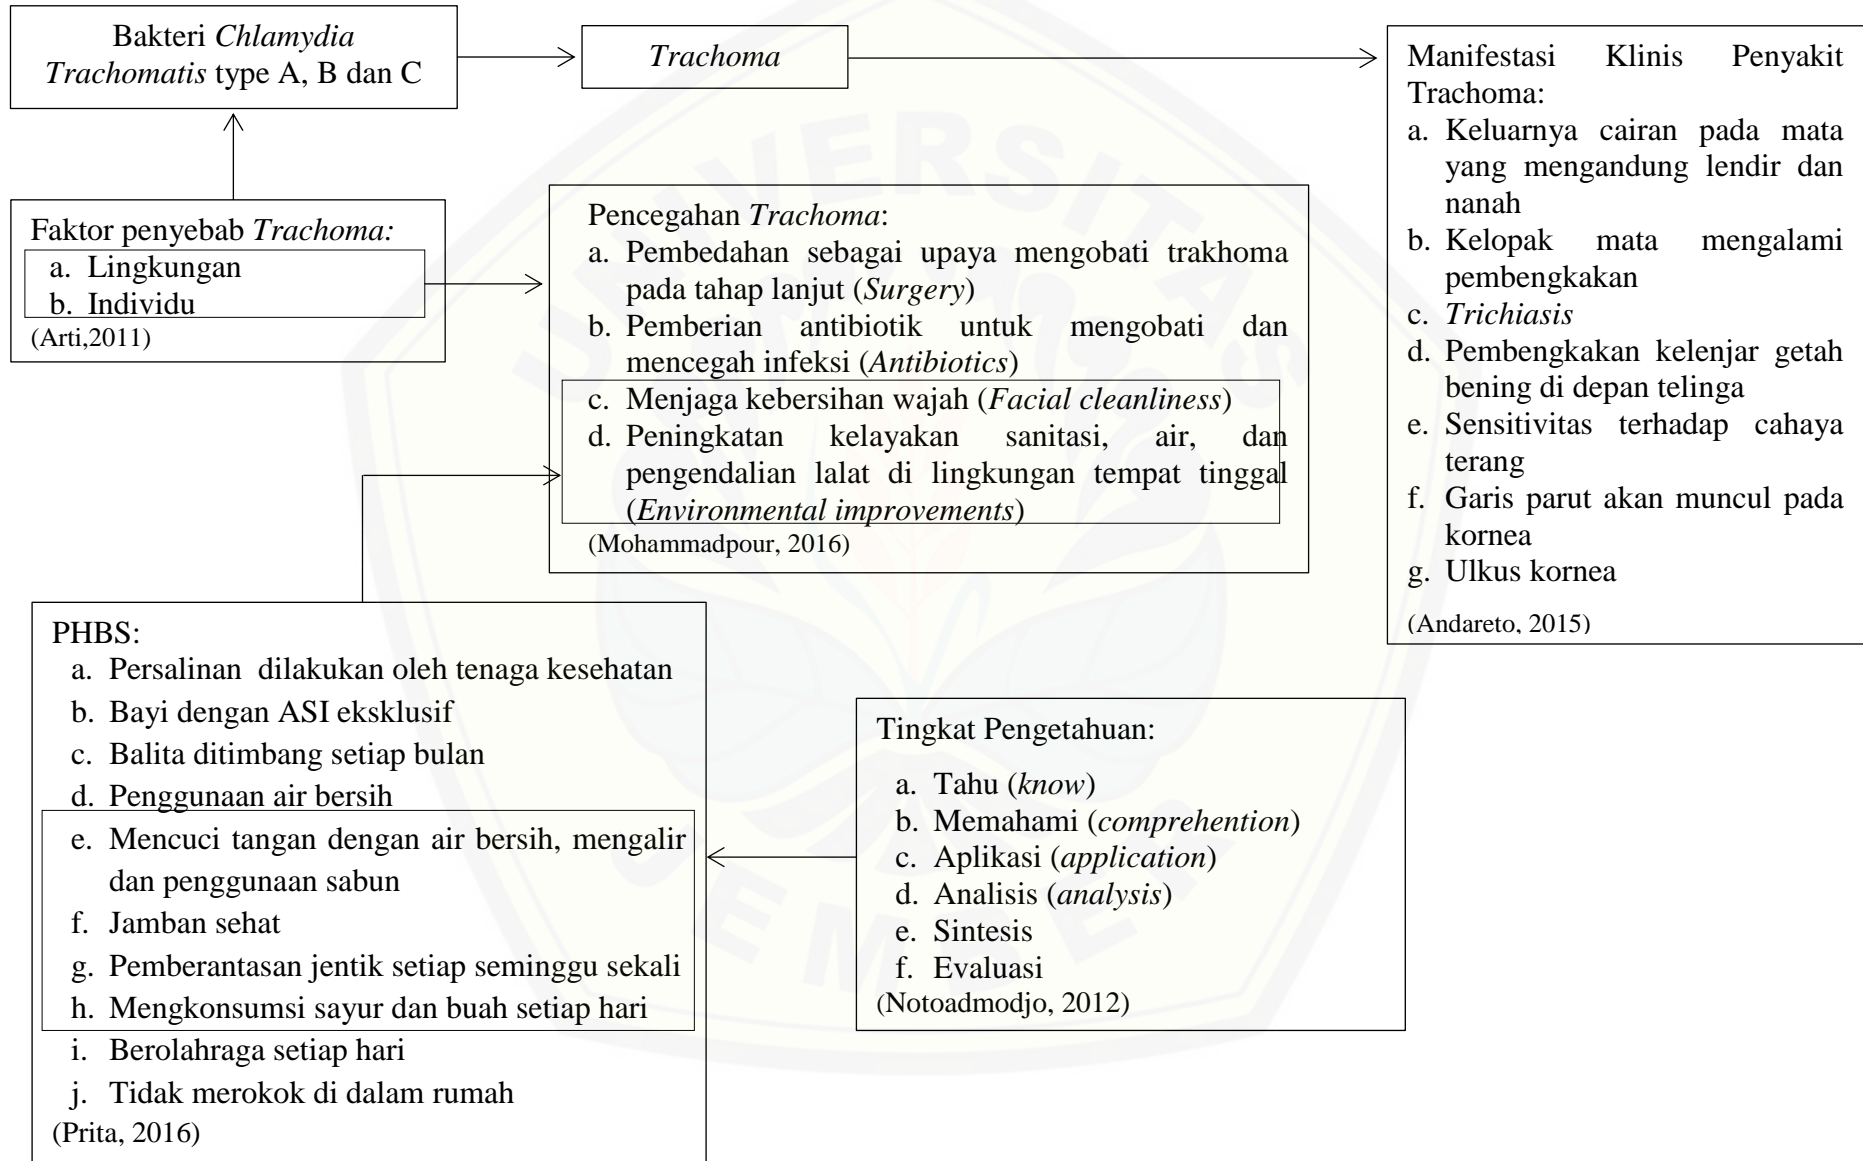 Bakteri Chlamydia
Trachomatis type A, B dan C
Trachoma
Manifestasi Klinis Penyakit
Trachoma:
a. Keluarnya cairan pada mata
yang mengandung lendir dan
nanah
b. Kelopak mata mengalami
pembengkakan
c. Trichiasis
d. Pembengkakan kelenjar getah
bening di depan telinga
e. Sensitivitas terhadap cahaya
terang
f. Garis parut akan muncul pada
kornea
g. Ulkus kornea
(Andareto, 2015)
Faktor penyebab Trachoma:
a. Lingkungan
b. Individu
(Arti,2011)
Pencegahan Trachoma:
a. Pembedahan sebagai upaya mengobati trakhoma
pada tahap lanjut (Surgery)
b. Pemberian antibiotik untuk mengobati dan
mencegah infeksi (Antibiotics)
c. Menjaga kebersihan wajah (Facial cleanliness)
d. Peningkatan kelayakan sanitasi, air, dan
pengendalian lalat di lingkungan tempat tinggal
(Environmental improvements)
(Mohammadpour, 2016)
PHBS:
a. Persalinan dilakukan oleh tenaga kesehatan
b. Bayi dengan ASI eksklusif
c. Balita ditimbang setiap bulan
d. Penggunaan air bersih
e. Mencuci tangan dengan air bersih, mengalir
dan penggunaan sabun
f. Jamban sehat
g. Pemberantasan jentik setiap seminggu sekali
h. Mengkonsumsi sayur dan buah setiap hari
i. Berolahraga setiap hari
j. Tidak merokok di dalam rumah
(Prita, 2016)
Tingkat Pengetahuan:
a. Tahu (know)
b. Memahami (comprehention)
c. Aplikasi (application)
d. Analisis (analysis)
e. Sintesis
f. Evaluasi
(Notoadmodjo, 2012)
UNIVERSITAS
JEMBER